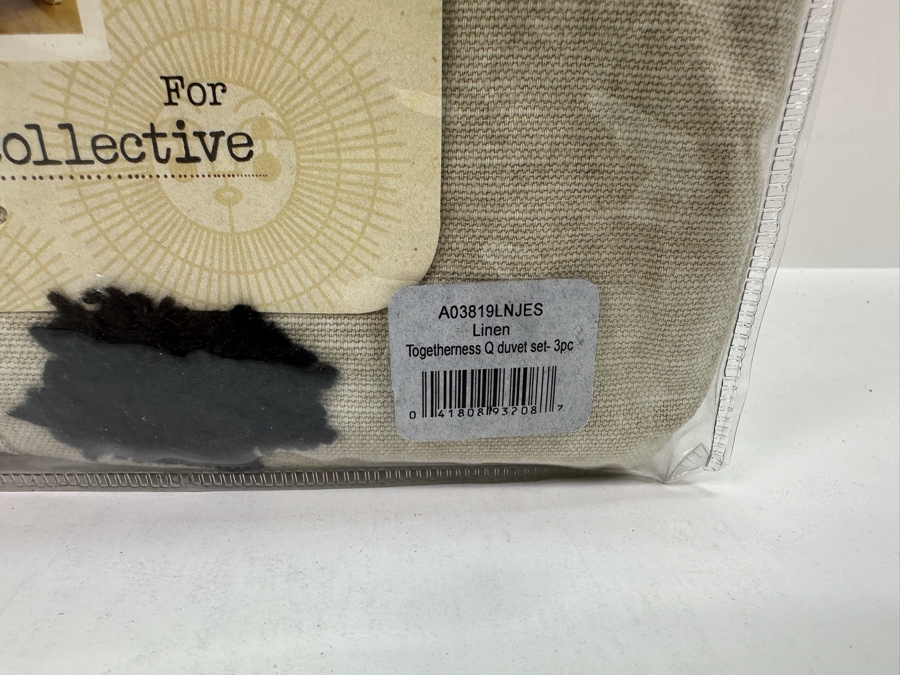 For
ollective
A03819LNJES
Linen
Togetherness Q duvet set- 3pc
0 41808 93208 7